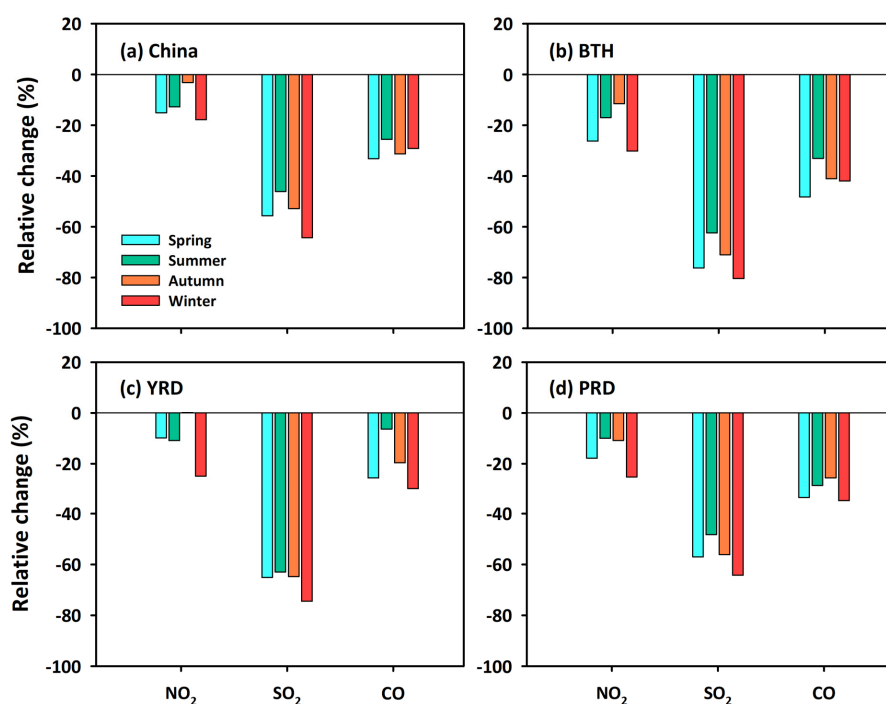 (a) China
(b) BTH
Relative change (%)
20
0
-20
-40
-60
-80
-100
Spring
Summer
Autumn
Winter
20
0
-20
-40
-60
-80
-100
(c) YRD
(d) PRD
Relative change (%)
20
0
-20
-40
-60
-80
-100
20
0
-20
-40
-60
-80
-100
NO₂ SO₂ CO
NO₂ SO₂ CO